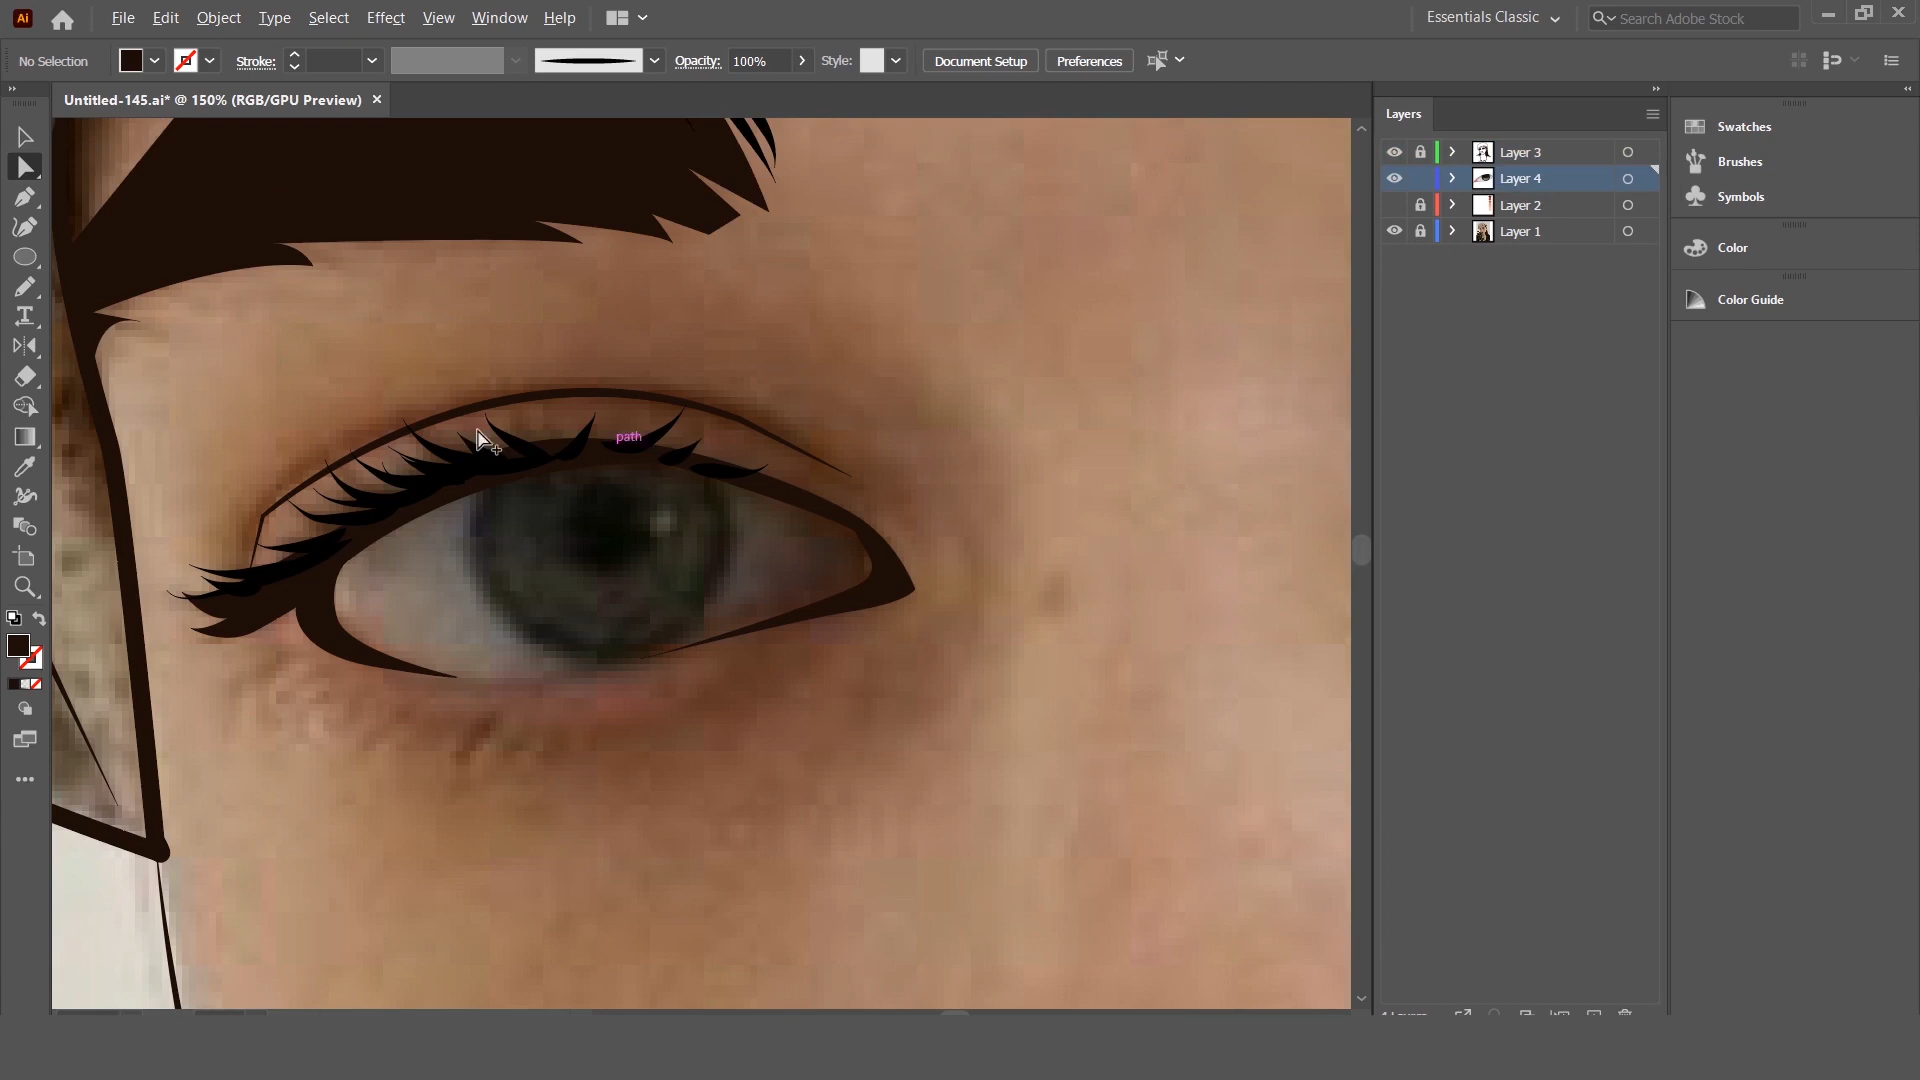 Ai File Edit Object Type Select Effect View Window Help Essentials Classic Search Adobe Stock
No Selection Stroke: Opacity: 100% Style: Document Setup Preferences
Untitled-145.ai* @ 150% (RGB/GPU Preview) ×
Layers
Layer 3
Layer 4
Layer 2
Layer 1
Swatches
Brushes
Symbols
Color
Color Guide
path